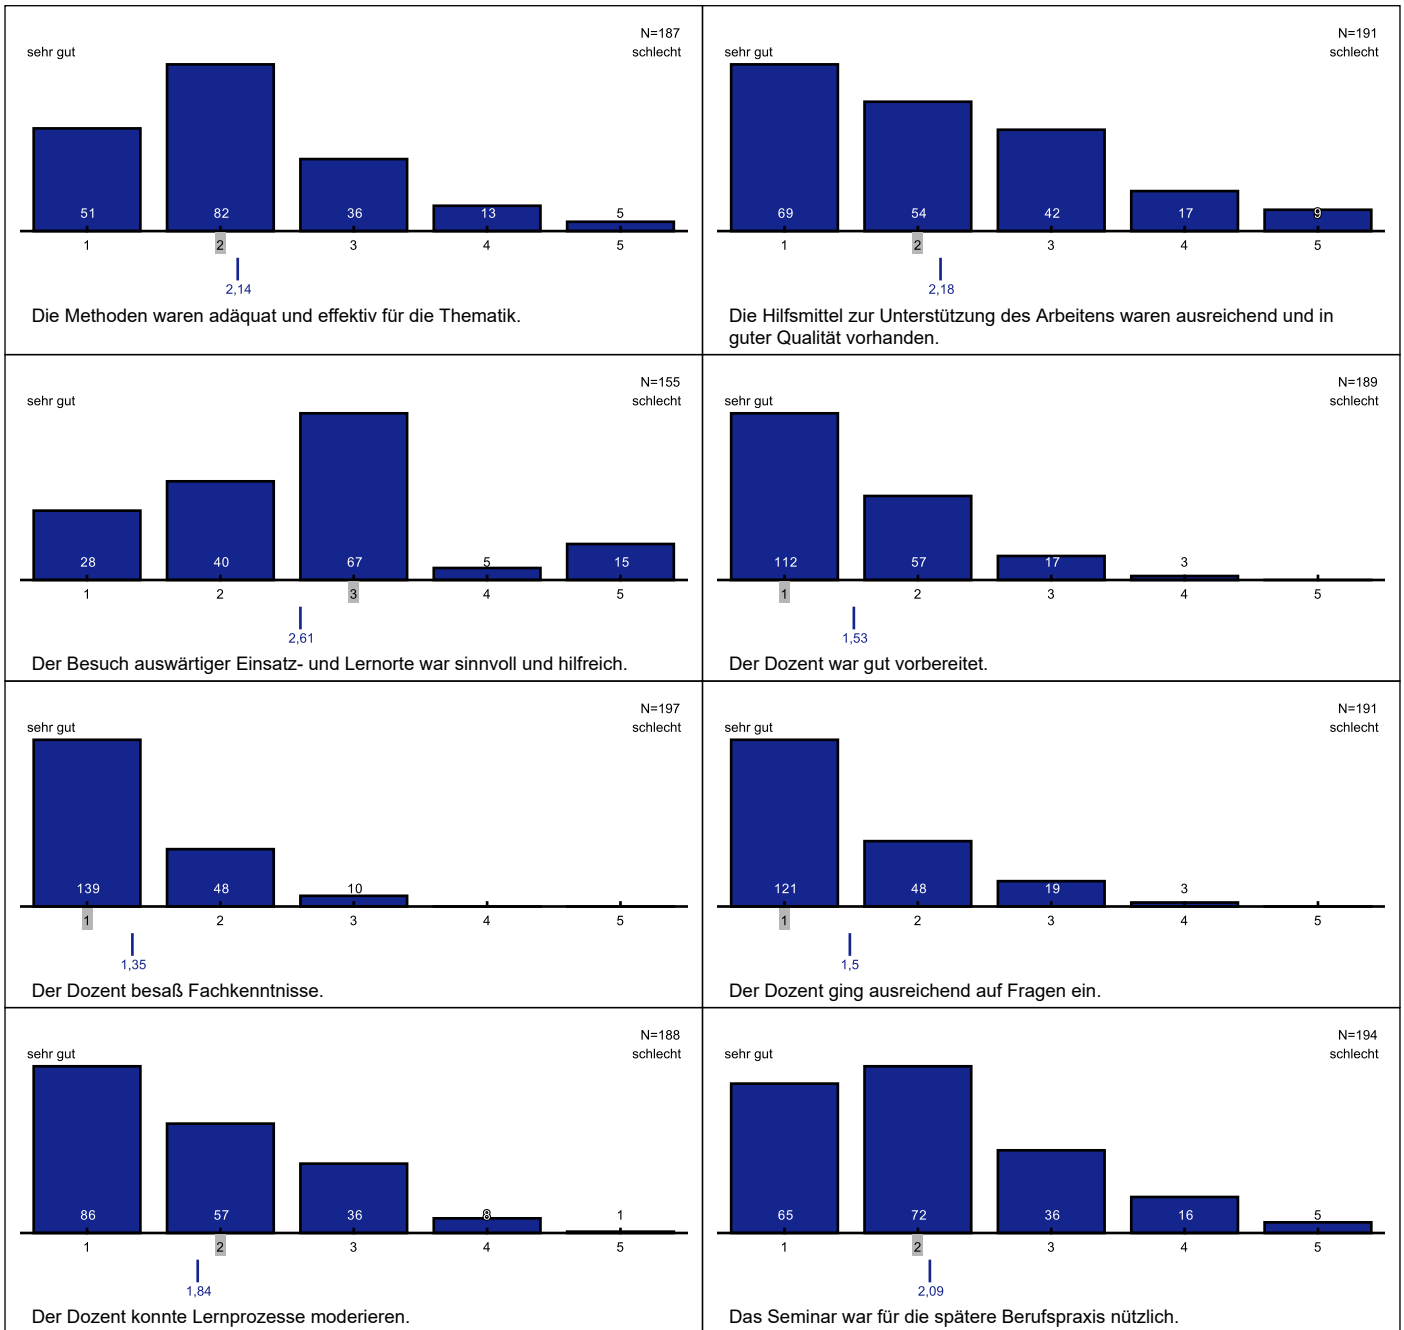 N=187
sehr gut schlecht
51 82 36 13 5
1 2 3 4 5
2,14
Die Methoden waren adäquat und effektiv für die Thematik.
N=191
sehr gut schlecht
69 54 42 17 9
1 2 3 4 5
2,18
Die Hilfsmittel zur Unterstützung des Arbeitens waren ausreichend und in
guter Qualität vorhanden.
N=155
sehr gut schlecht
28 40 67 5 15
1 2 3 4 5
2,61
Der Besuch auswärtiger Einsatz- und Lernorte war sinnvoll und hilfreich.
N=189
sehr gut schlecht
112 57 17 3
1 2 3 4 5
1,53
Der Dozent war gut vorbereitet.
N=197
sehr gut schlecht
139 48 10
1 2 3 4 5
1,35
Der Dozent besaß Fachkenntnisse.
N=191
sehr gut schlecht
121 48 19 3
1 2 3 4 5
1,5
Der Dozent ging ausreichend auf Fragen ein.
N=188
sehr gut schlecht
86 57 36 8 1
1 2 3 4 5
1,84
Der Dozent konnte Lernprozesse moderieren.
N=194
sehr gut schlecht
65 72 36 16 5
1 2 3 4 5
2,09
Das Seminar war für die spätere Berufspraxis nützlich.